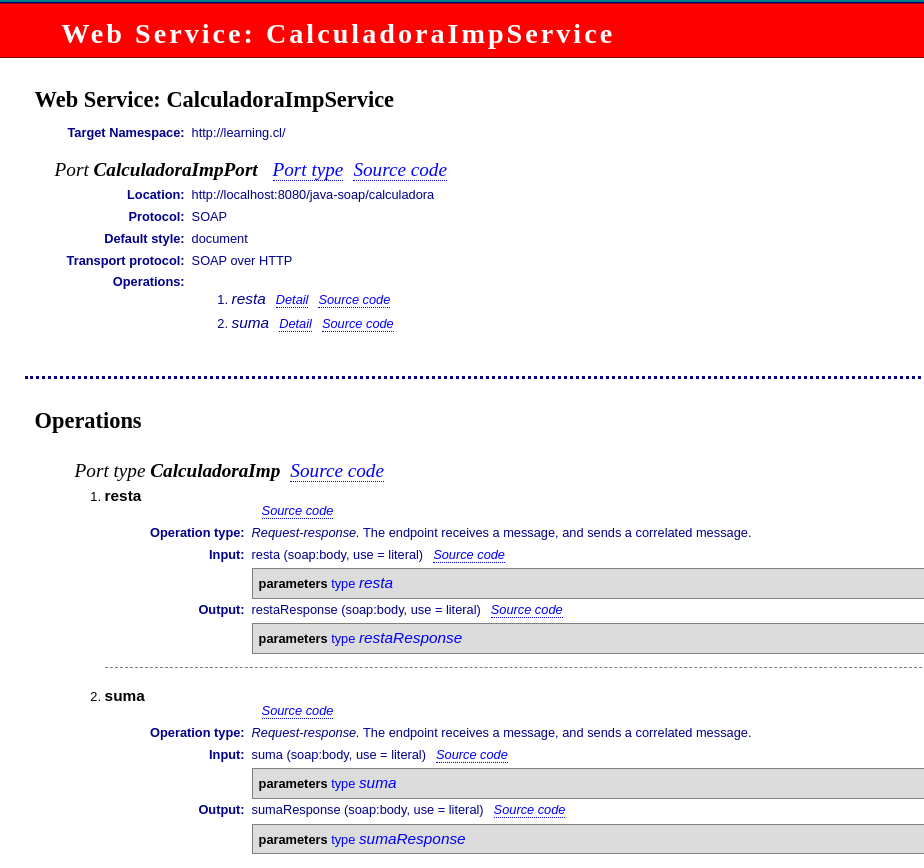 Web Service: CalculadoraImpService
Web Service: CalculadoraImpService
Target Namespace: http://learning.cl/
Port CalculadoraImpPort Port type Source code
Location: http://localhost:8080/java-soap/calculadora
Protocol: SOAP
Default style: document
Transport protocol: SOAP over HTTP
Operations:
1. resta Detail Source code
2. suma Detail Source code
Operations
Port type CalculadoraImp Source code
1. resta
Source code
Operation type: Request-response. The endpoint receives a message, and sends a correlated message.
Input: resta (soap:body, use = literal) Source code
parameters type resta
Output: restaResponse (soap:body, use = literal) Source code
parameters type restaResponse
2. suma
Source code
Operation type: Request-response. The endpoint receives a message, and sends a correlated message.
Input: suma (soap:body, use = literal) Source code
parameters type suma
Output: sumaResponse (soap:body, use = literal) Source code
parameters type sumaResponse